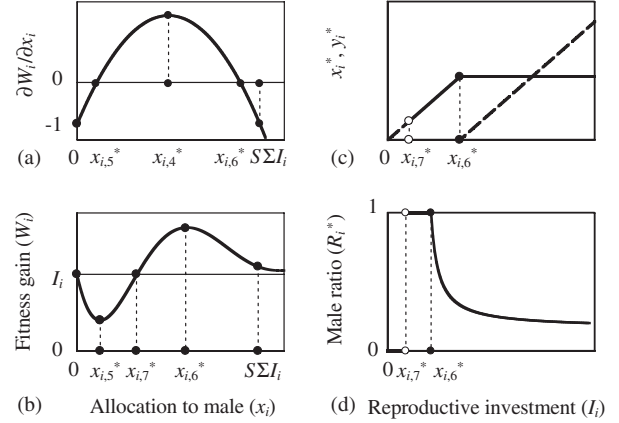 ∂Wᵢ/∂xᵢ
0
-1
(a)
0 xᵢ,₅* xᵢ,₄* xᵢ,₆* SΣIᵢ
xᵢ*, yᵢ*
(c)
0 xᵢ,₇* xᵢ,₆*
Fitness gain (Wᵢ)
Iᵢ
0
0 xᵢ,₅* xᵢ,₇* xᵢ,₆* SΣIᵢ
(b) Allocation to male (xᵢ)
Male ratio (Rᵢ*)
1
0
0 xᵢ,₇* xᵢ,₆*
(d) Reproductive investment (Iᵢ)